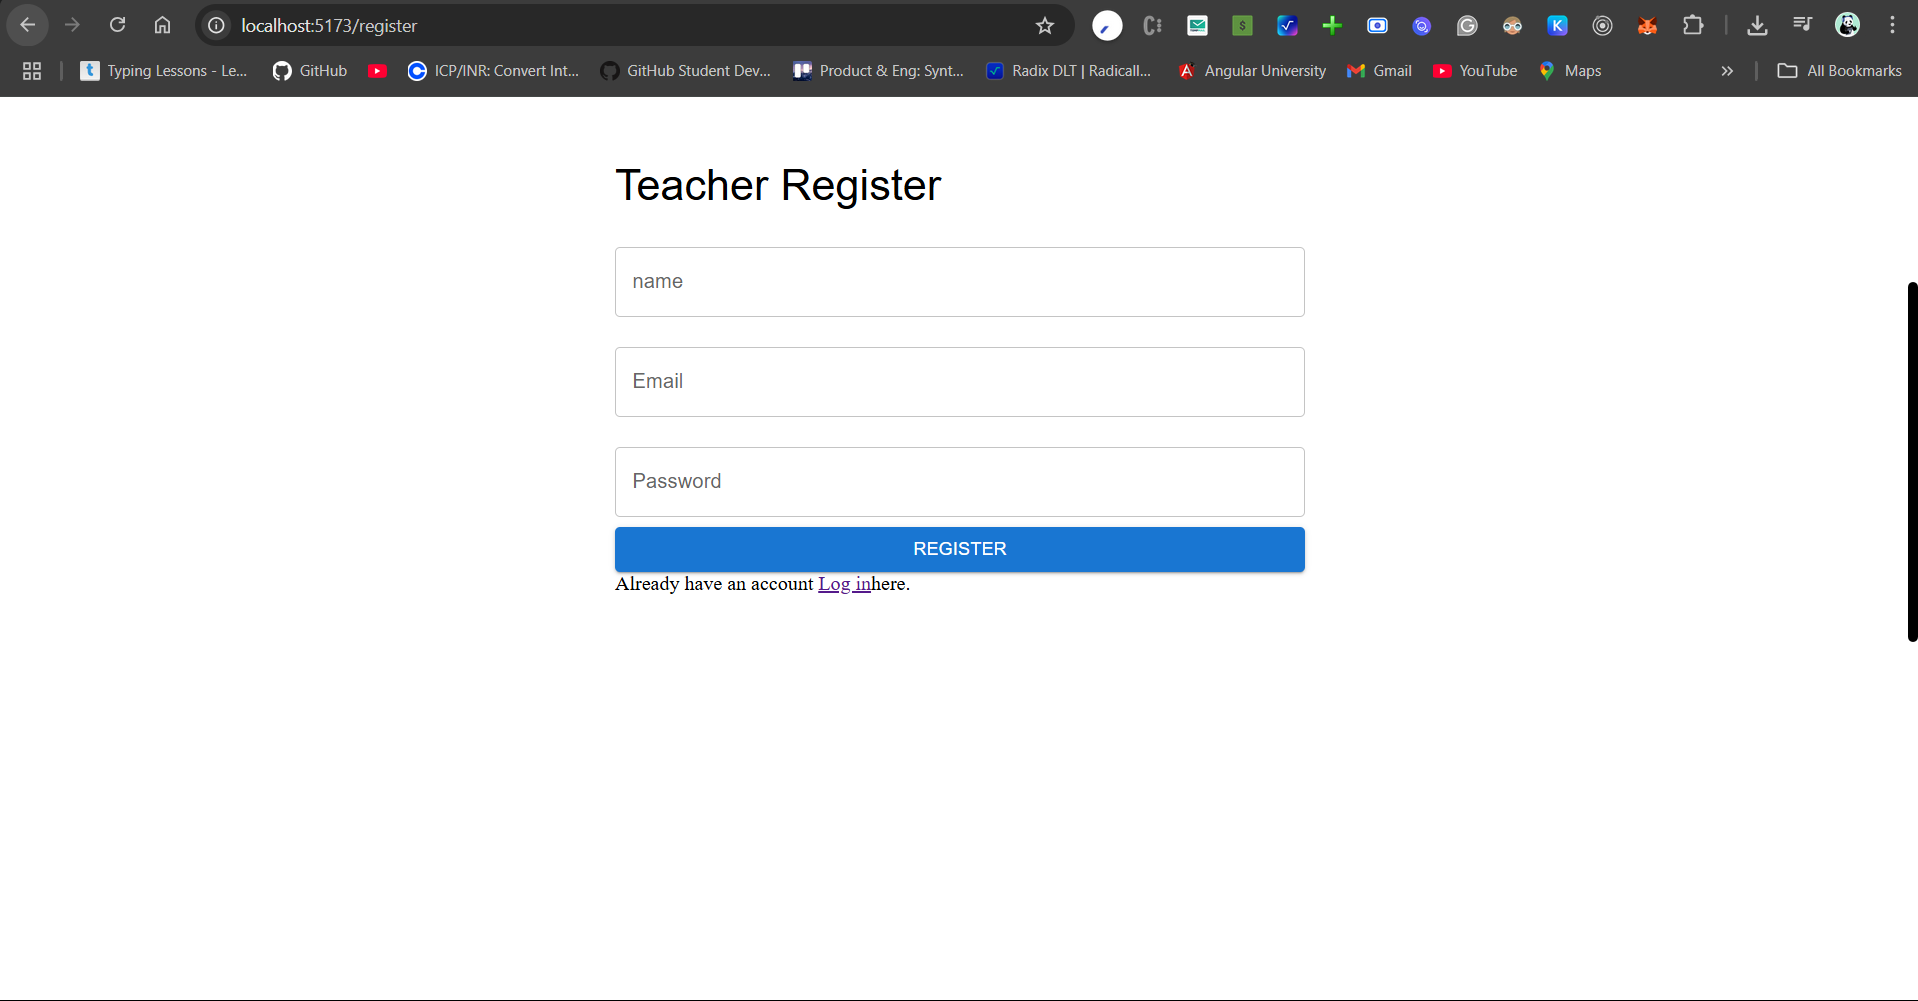 localhost:5173/register
Typing Lessons - Le... GitHub ICP/INR: Convert Int... GitHub Student Dev... Product & Eng: Synt... Radix DLT | Radicall... Angular University Gmail YouTube Maps All Bookmarks
Teacher Register
name
Email
Password
REGISTER
Already have an account Log inhere.